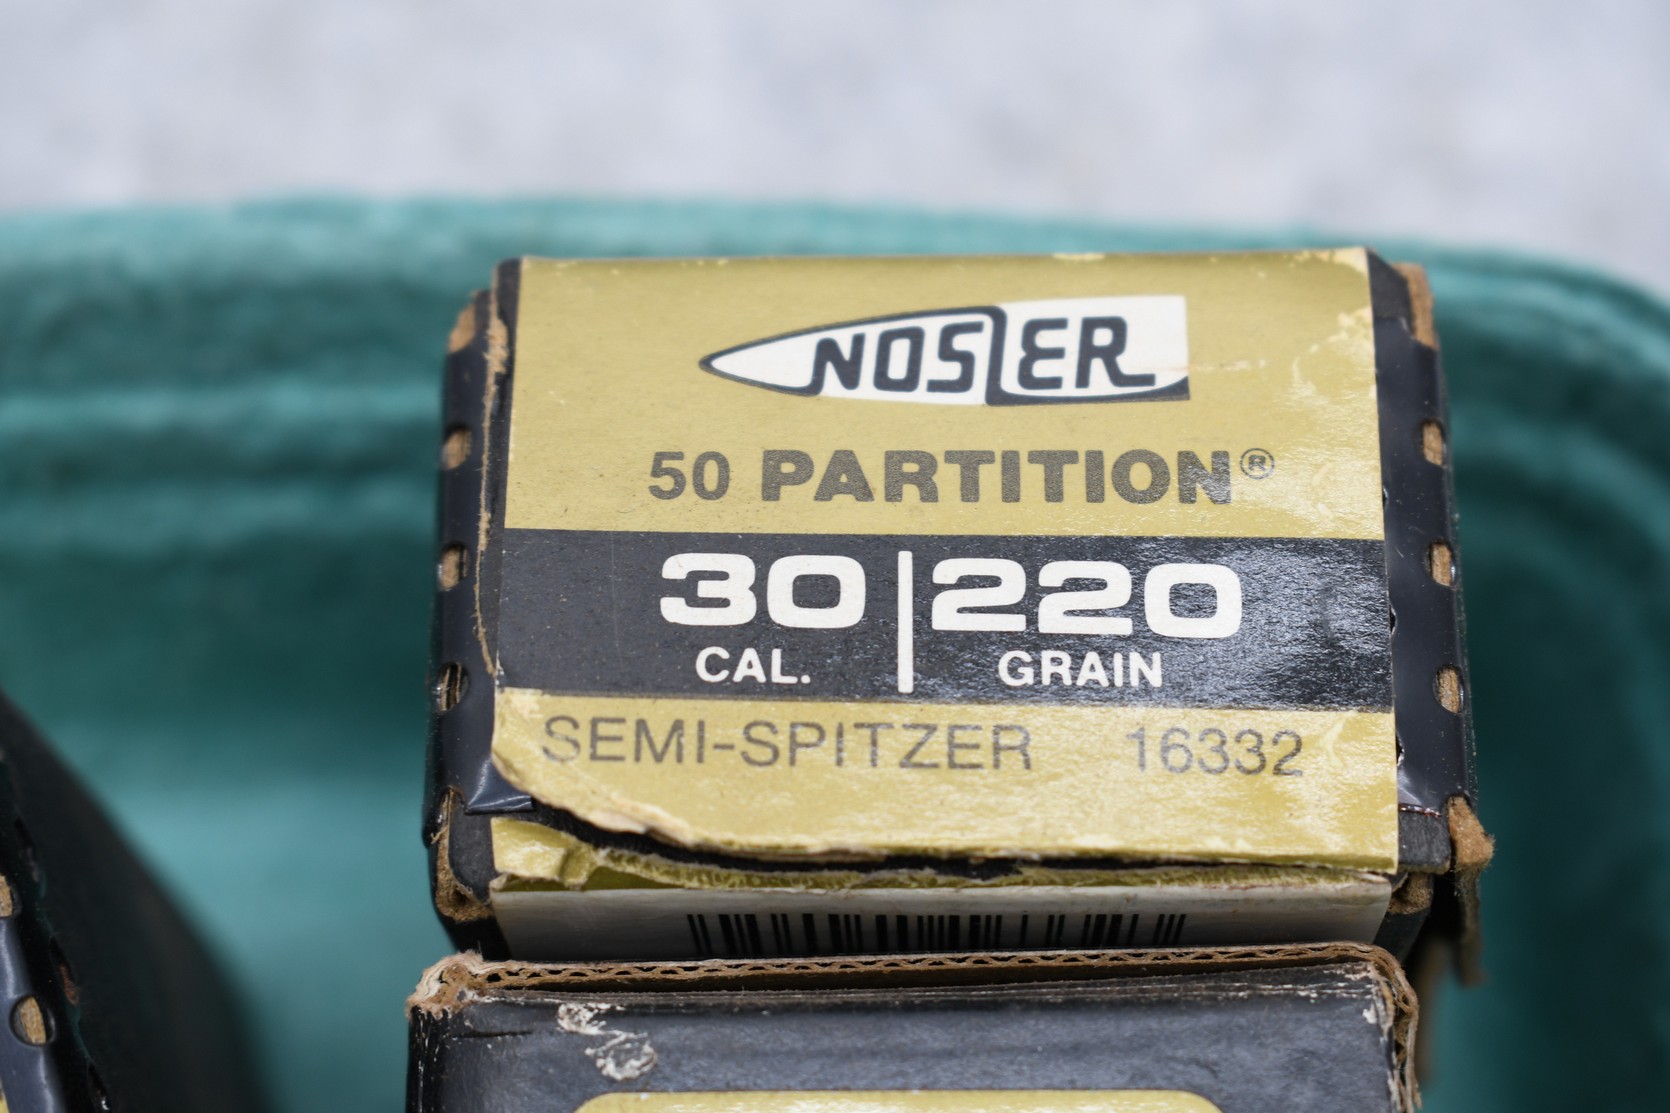 NOSLER
50 PARTITION®
30 | 220
CAL. GRAIN
SEMI-SPITZER 16332